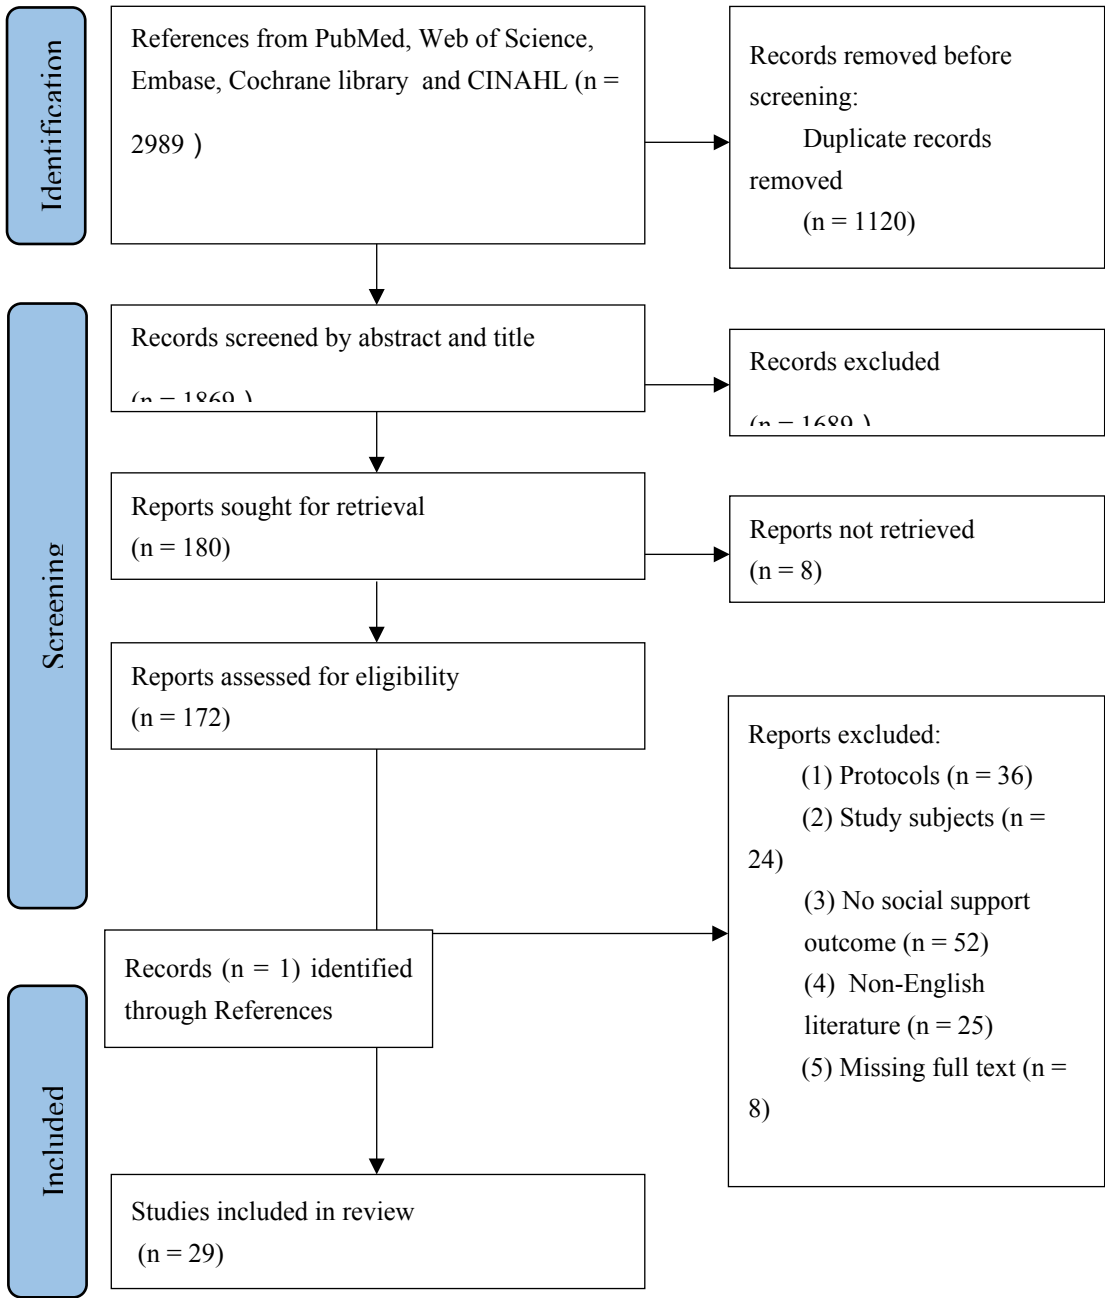 Identification
References from PubMed, Web of Science,
Embase, Cochrane library and CINAHL (n =
2989 )
Records removed before
screening:
Duplicate records
removed
(n = 1120)
Screening
Records screened by abstract and title
(n = 1869 )
Records excluded
(n = 1689 )
Reports sought for retrieval
(n = 180)
Reports not retrieved
(n = 8)
Reports assessed for eligibility
(n = 172)
Reports excluded:
(1) Protocols (n = 36)
(2) Study subjects (n =
24)
(3) No social support
outcome (n = 52)
(4) Non-English
literature (n = 25)
(5) Missing full text (n =
8)
Records (n = 1) identified
through References
Included
Studies included in review
(n = 29)